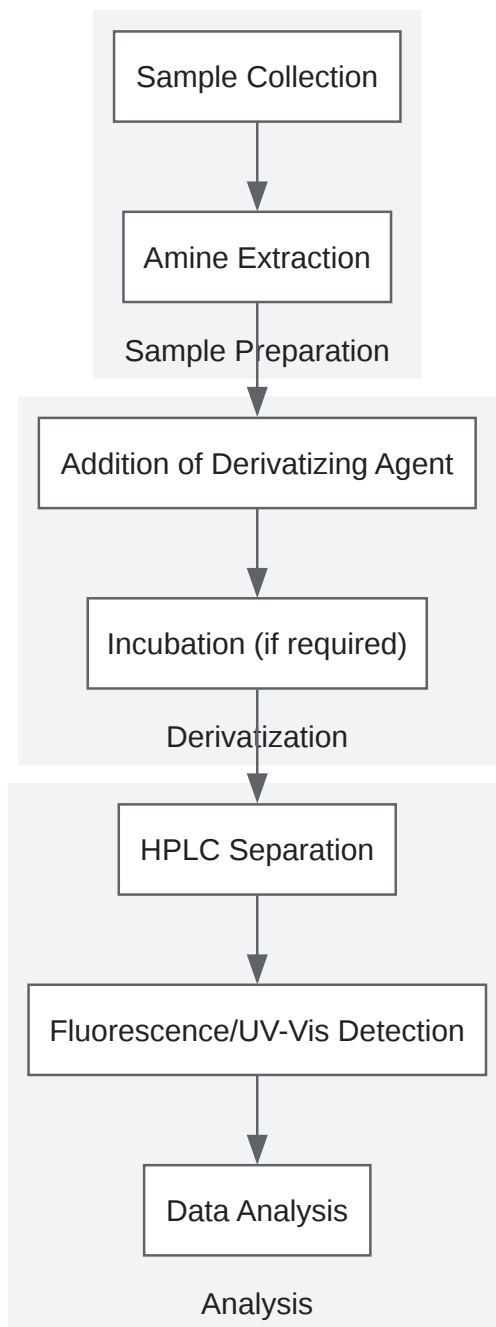 Sample Collection
Amine Extraction
Sample Preparation
Addition of Derivatizing Agent
Incubation (if required)
Derivatization
HPLC Separation
Fluorescence/UV-Vis Detection
Data Analysis
Analysis